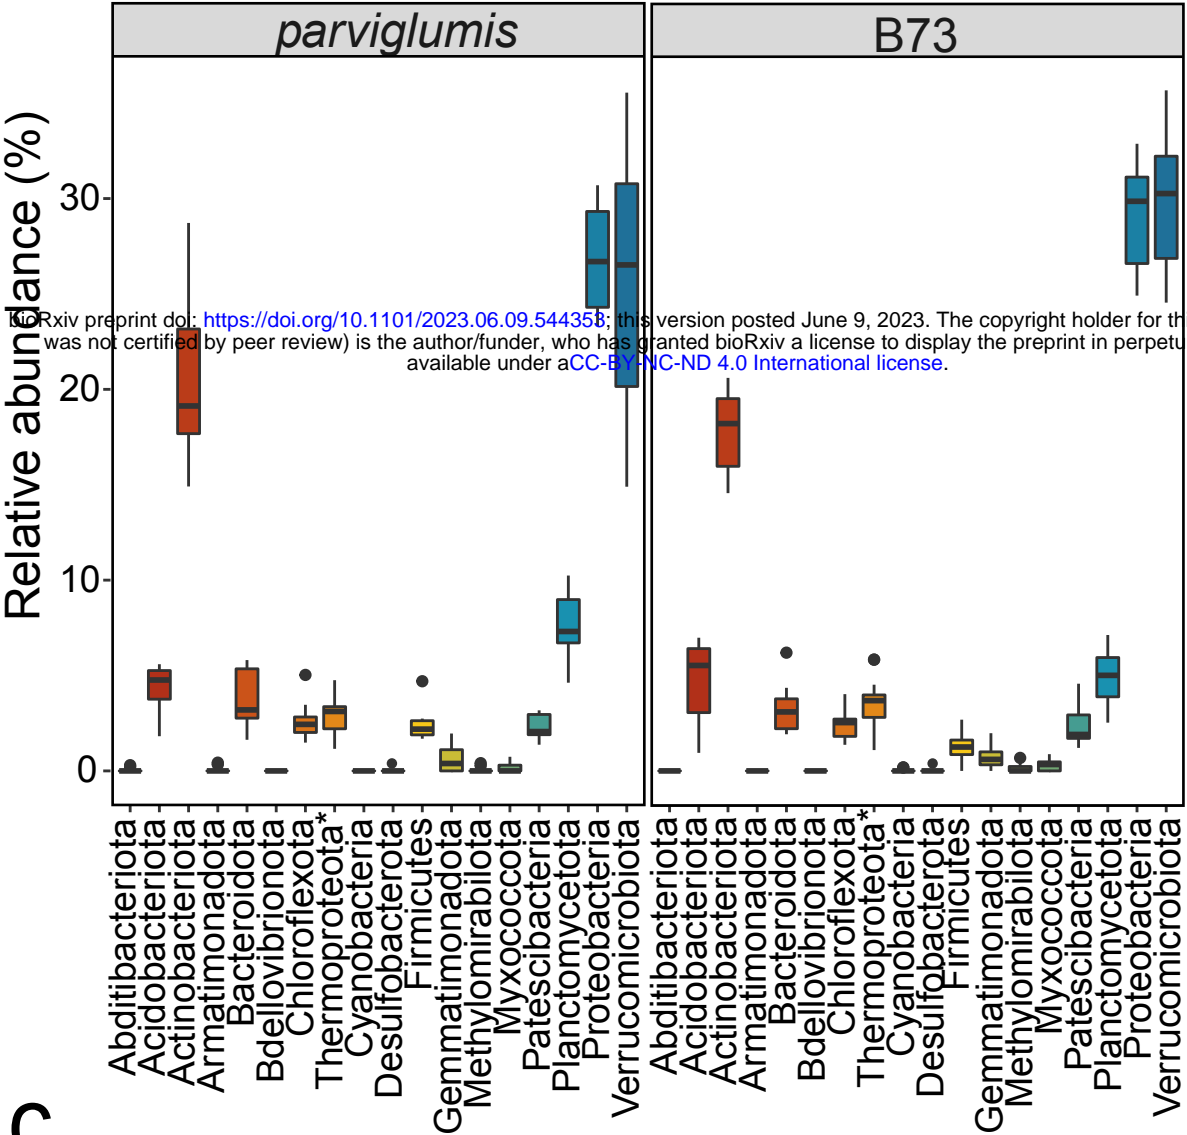 parviglumis
B73
Relative abundance (%)
30
20
10
0
bioRxiv preprint doi: https://doi.org/10.1101/2023.06.09.544353; this version posted June 9, 2023. The copyright holder for th
was not certified by peer review) is the author/funder, who has granted bioRxiv a license to display the preprint in perpetu
available under aCC-BY-NC-ND 4.0 International license.
Abditibacteriota
Acidobacteriota
Actinobacteriota
Armatimonadota
Bacteroidota
Bdellovibrionota
Chloroflexota
Thermoproteota*
Cyanobacteria
Desulfobacterota
Firmicutes
Gemmatimonadota
Methylomirabilota
Myxococcota
Patescibacteria
Planctomycetota
Proteobacteria
Verrucomicrobiota
Abditibacteriota
Acidobacteriota
Actinobacteriota
Armatimonadota
Bacteroidota
Bdellovibrionota
Chloroflexota
Thermoproteota*
Cyanobacteria
Desulfobacterota
Firmicutes
Gemmatimonadota
Methylomirabilota
Myxococcota
Patescibacteria
Planctomycetota
Proteobacteria
Verrucomicrobiota